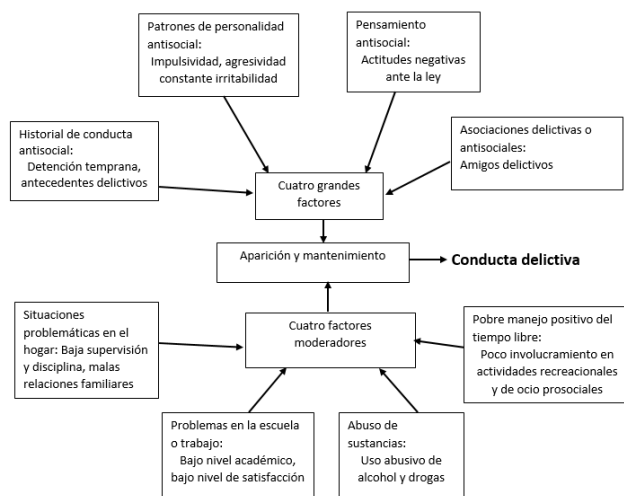 Patrones de personalidad
antisocial:
Impulsividad, agresividad
constante irritabilidad
Pensamiento
antisocial:
Actitudes negativas
ante la ley
Historial de conducta
antisocial:
Detención temprana,
antecedentes delictivos
Asociaciones delictivas o
antisociales:
Amigos delictivos
Cuatro grandes
factores
Aparición y mantenimiento
Conducta delictiva
Situaciones
problemáticas en el
hogar: Baja supervisión
y disciplina, malas
relaciones familiares
Cuatro factores
moderadores
Pobre manejo positivo del
tiempo libre:
Poco involucramiento en
actividades recreacionales
y de ocio prosociales
Problemas en la escuela
o trabajo:
Bajo nivel académico,
bajo nivel de satisfacción
Abuso de
sustancias:
Uso abusivo de
alcohol y drogas